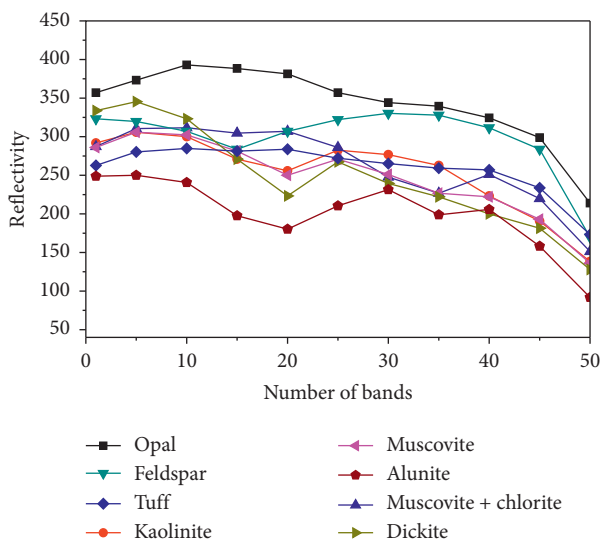 450
400
350
300
250
200
150
100
50
Reflectivity
0 10 20 30 40 50
Number of bands
Opal
Feldspar
Tuff
Kaolinite
Muscovite
Alunite
Muscovite + chlorite
Dickite